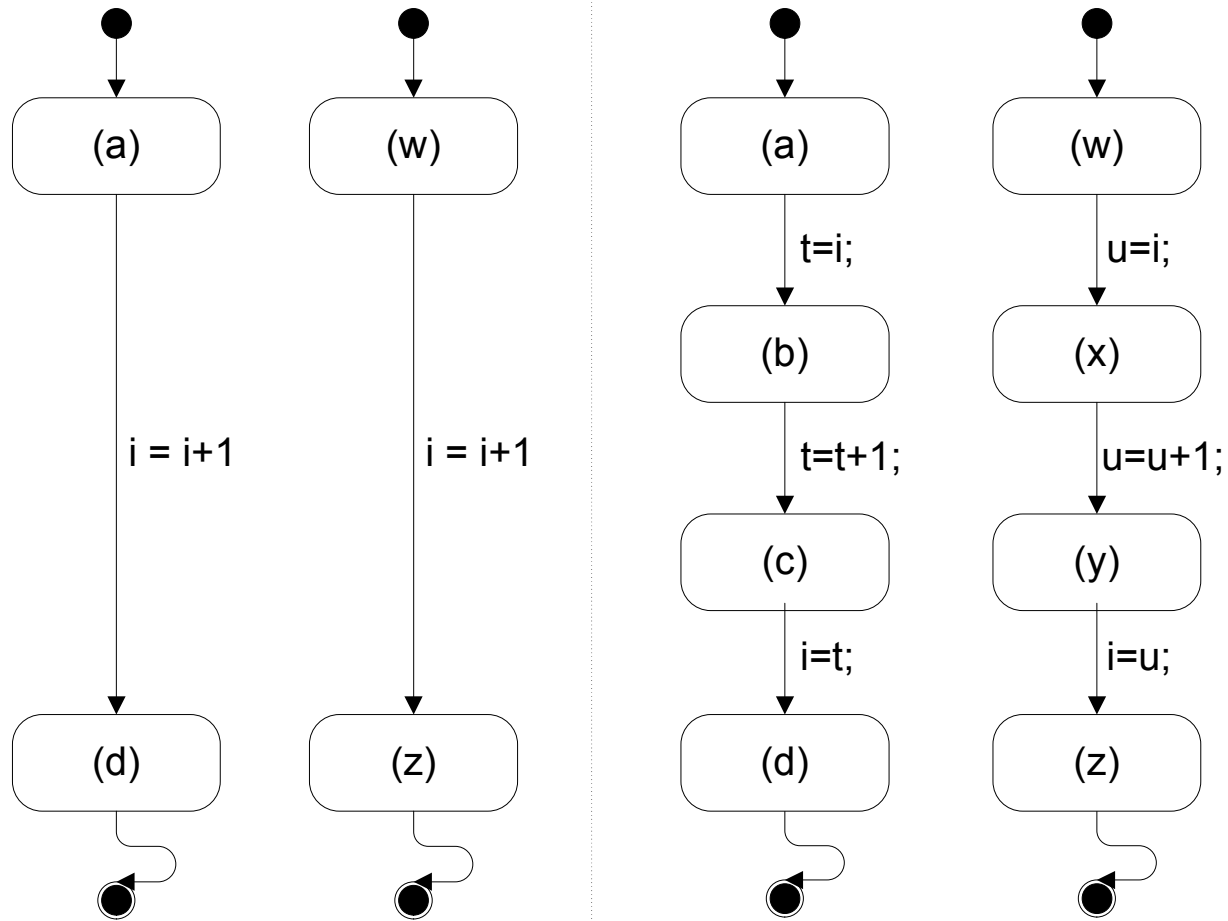 (a)
(w)
i = i+1
i = i+1
(d)
(z)
(a)
(w)
t=i;
u=i;
(b)
(x)
t=t+1;
u=u+1;
(c)
(y)
i=t;
i=u;
(d)
(z)